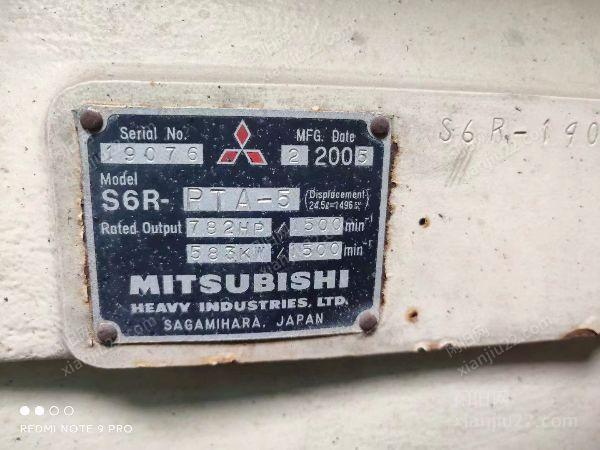 Serial No.
MFG. Date
19076
2 2005
Model
S6R-PTA-5
(Displacement
24.5ℓ=1496 in³)
Rated Output
782HP / 1500 min⁻¹
583KW / 1500 min⁻¹
MITSUBISHI
HEAVY INDUSTRIES, LTD.
SAGAMIHARA, JAPAN
S6R-190
REDMI NOTE 9 PRO
xianjiu27.com